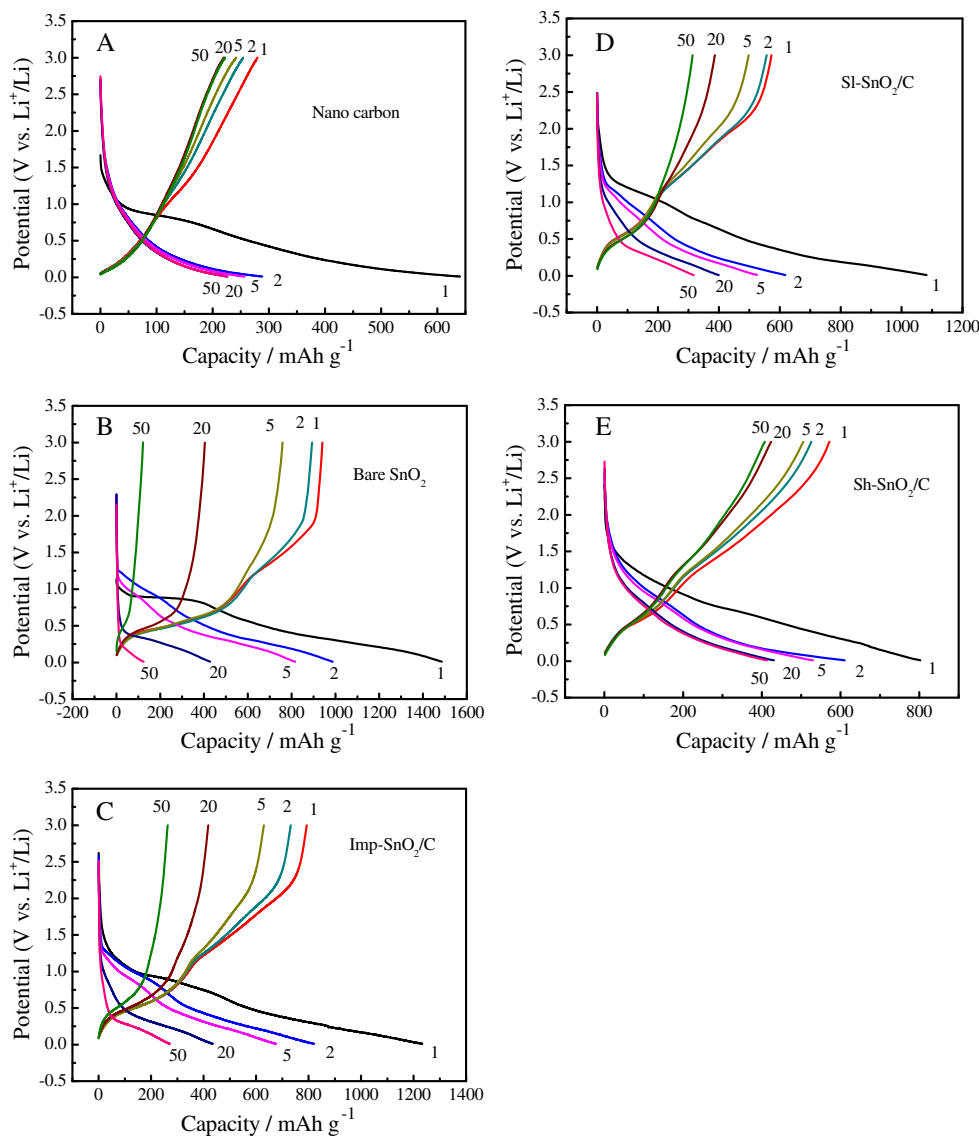 A
50 20 5 2 1
Nano carbon
3.5
3.0
2.5
2.0
1.5
1.0
0.5
0.0
-0.5
Potential (V vs. Li⁺/Li)
50 20 5 2 1
0 100 200 300 400 500 600
Capacity / mAh g⁻¹
D
50 20 5 2 1
Sl-SnO₂/C
3.5
3.0
2.5
2.0
1.5
1.0
0.5
0.0
-0.5
Potential (V vs. Li⁺/Li)
50 20 5 2 1
0 200 400 600 800 1000 1200
Capacity / mAh g⁻¹
B
50 20 5 2 1
Bare SnO₂
3.5
3.0
2.5
2.0
1.5
1.0
0.5
0.0
-0.5
Potential (V vs. Li⁺/Li)
50 20 5 2 1
-200 0 200 400 600 800 1000 1200 1400 1600
Capacity / mAh g⁻¹
E
50 20 5 2 1
Sh-SnO₂/C
3.5
3.0
2.5
2.0
1.5
1.0
0.5
0.0
-0.5
Potential (V vs. Li⁺/Li)
50 20 5 2 1
0 200 400 600 800
Capacity / mAh g⁻¹
C
50 20 5 2 1
Imp-SnO₂/C
3.5
3.0
2.5
2.0
1.5
1.0
0.5
0.0
-0.5
Potential (V vs. Li⁺/Li)
50 20 5 2 1
0 200 400 600 800 1000 1200 1400
Capacity / mAh g⁻¹